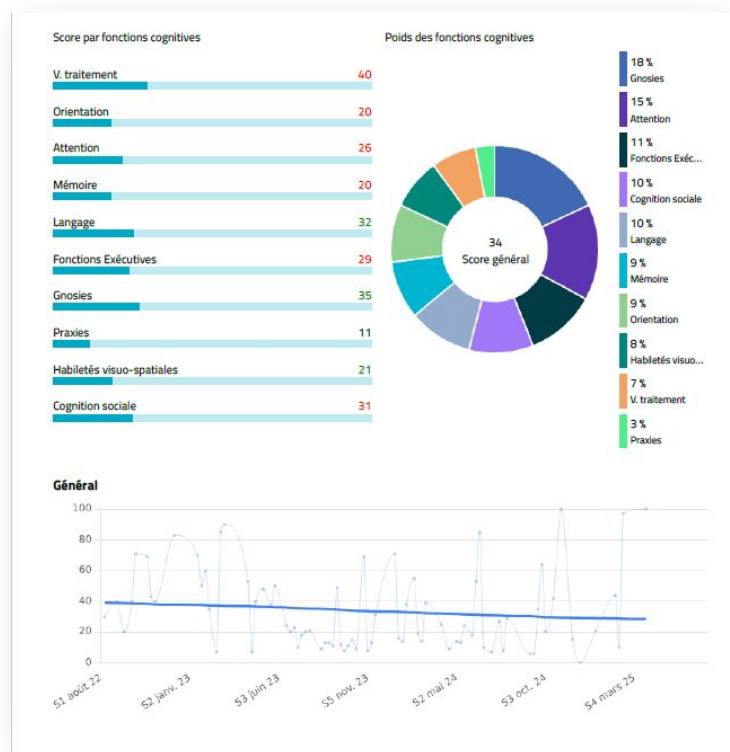 Score par fonctions cognitives
V. traitement 40
Orientation 20
Attention 26
Mémoire 20
Langage 32
Fonctions Exécutives 29
Gnosies 35
Praxies 11
Habiletés visuo-spatiales 21
Cognition sociale 31
Poids des fonctions cognitives
34
Score général
18 %
Gnosies
15 %
Attention
11 %
Fonctions Exéc...
10 %
Cognition sociale
10 %
Langage
9 %
Mémoire
9 %
Orientation
8 %
Habiletés visuo...
7 %
V. traitement
3 %
Praxies
Général
100
80
60
40
20
0
S1 août 22
S2 janv. 23
S3 juin 23
S5 nov. 23
S2 mai 24
S3 oct. 24
S4 mars 25